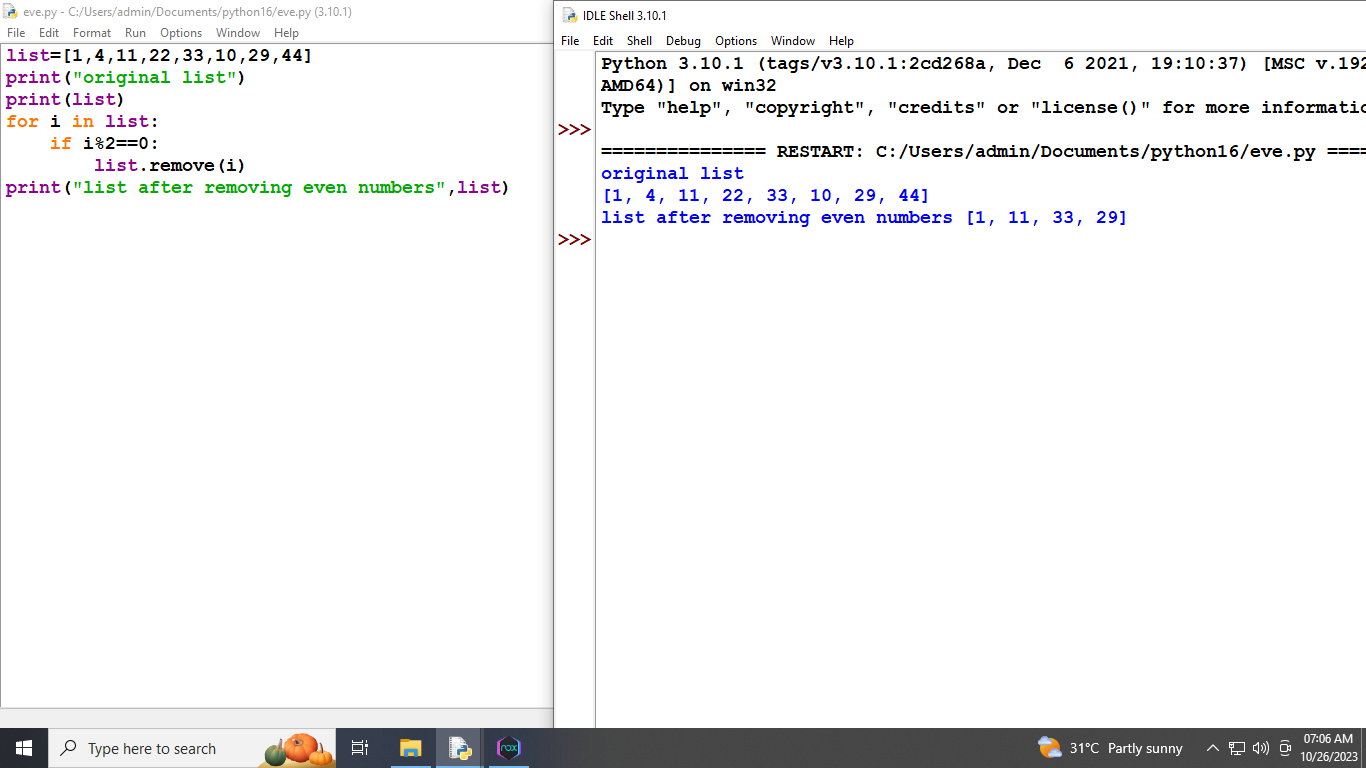 eve.py - C:/Users/admin/Documents/python16/eve.py (3.10.1)
File Edit Format Run Options Window Help
list=[1,4,11,22,33,10,29,44]
print("original list")
print(list)
for i in list:
    if i%2==0:
        list.remove(i)
print("list after removing even numbers",list)
IDLE Shell 3.10.1
File Edit Shell Debug Options Window Help
Python 3.10.1 (tags/v3.10.1:2cd268a, Dec  6 2021, 19:10:37) [MSC v.192
AMD64)] on win32
Type "help", "copyright", "credits" or "license()" for more informatio
>>>
=============== RESTART: C:/Users/admin/Documents/python16/eve.py ====
original list
[1, 4, 11, 22, 33, 10, 29, 44]
list after removing even numbers [1, 11, 33, 29]
>>>
Type here to search
nox
31°C Partly sunny
07:06 AM
10/26/2023